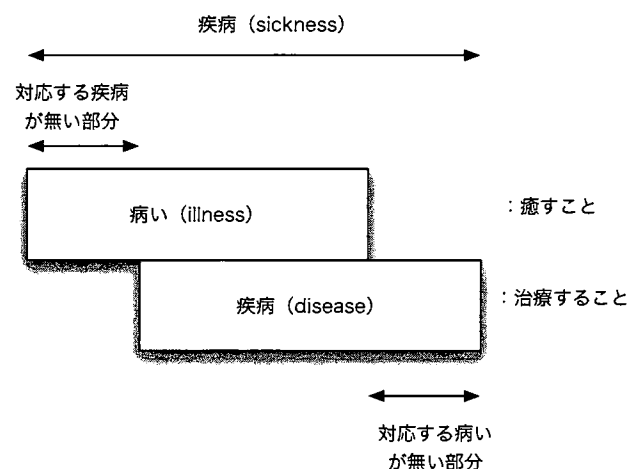 疾病（sickness）
対応する疾病
が無い部分
病い（illness）
：癒すこと
疾病（disease）
：治療すること
対応する病い
が無い部分